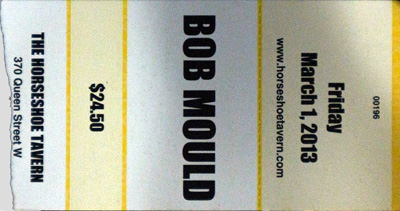 00196
Friday
March 1, 2013
www.horseshoetavern.com
BOB MOULD
$24.50
THE HORSESHOE TAVERN
370 Queen Street W